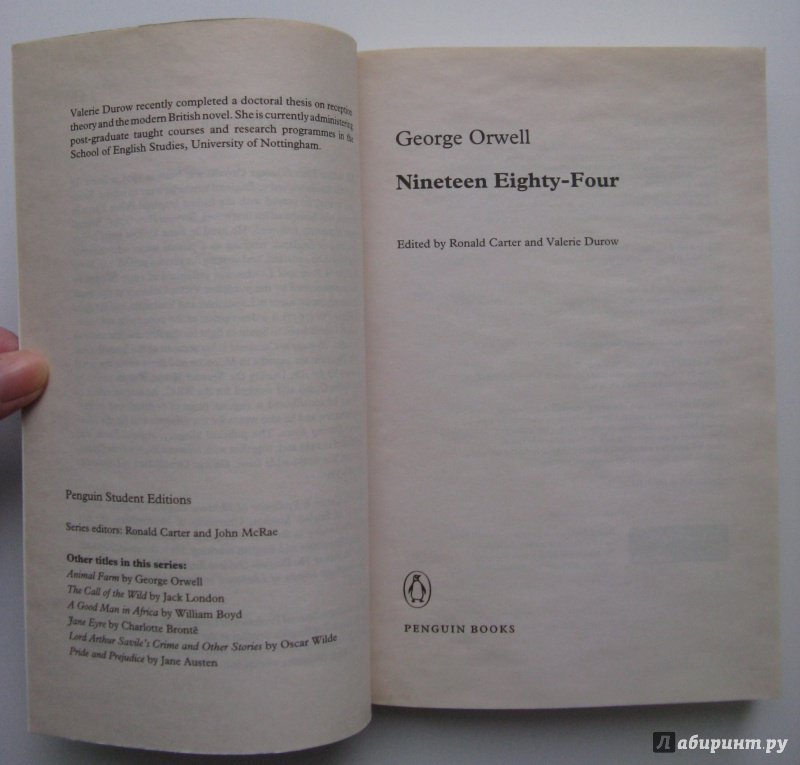 Valerie Durow recently completed a doctoral thesis on reception
theory and the modern British novel. She is currently administering
post-graduate taught courses and research programmes in the
School of English Studies, University of Nottingham.
Penguin Student Editions
Series editors: Ronald Carter and John McRae
Other titles in this series:
Animal Farm by George Orwell
The Call of the Wild by Jack London
A Good Man in Africa by William Boyd
Jane Eyre by Charlotte Brontë
Lord Arthur Savile's Crime and Other Stories by Oscar Wilde
Pride and Prejudice by Jane Austen
George Orwell
Nineteen Eighty-Four
Edited by Ronald Carter and Valerie Durow
PENGUIN BOOKS
Лабиринт.ру